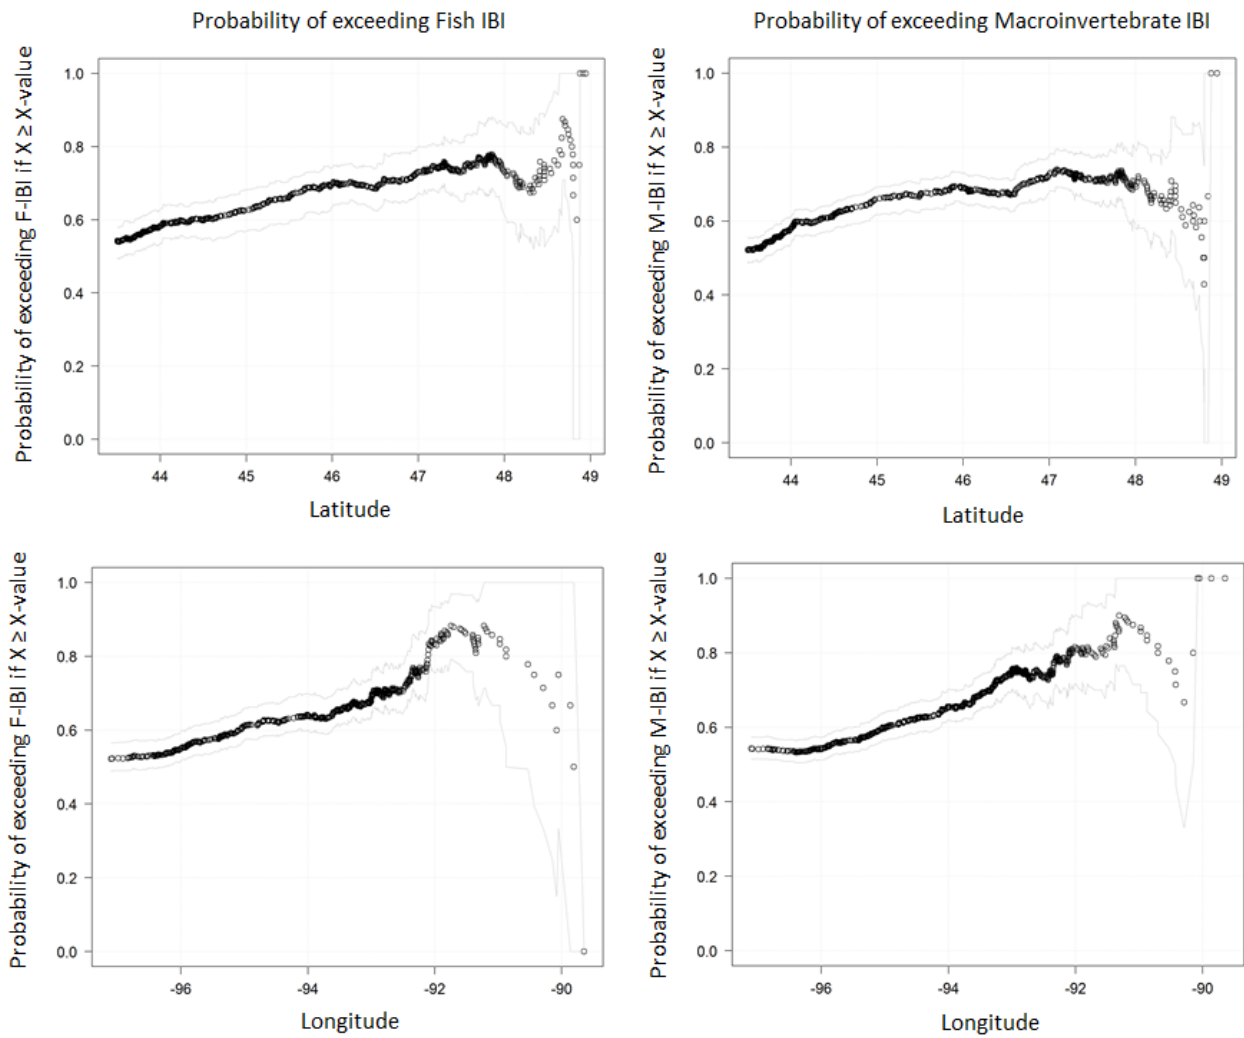 Probability of exceeding Fish IBI
Probability of exceeding Macroinvertebrate IBI
Probability of exceeding F-IBI if X ≥ X-value
1.0
0.8
0.6
0.4
0.2
0.0
44 45 46 47 48 49
Latitude
Probability of exceeding M-IBI if X ≥ X-value
1.0
0.8
0.6
0.4
0.2
0.0
44 45 46 47 48 49
Latitude
Probability of exceeding F-IBI if X ≥ X-value
1.0
0.8
0.6
0.4
0.2
0.0
-96 -94 -92 -90
Longitude
Probability of exceeding M-IBI if X ≥ X-value
1.0
0.8
0.6
0.4
0.2
0.0
-96 -94 -92 -90
Longitude